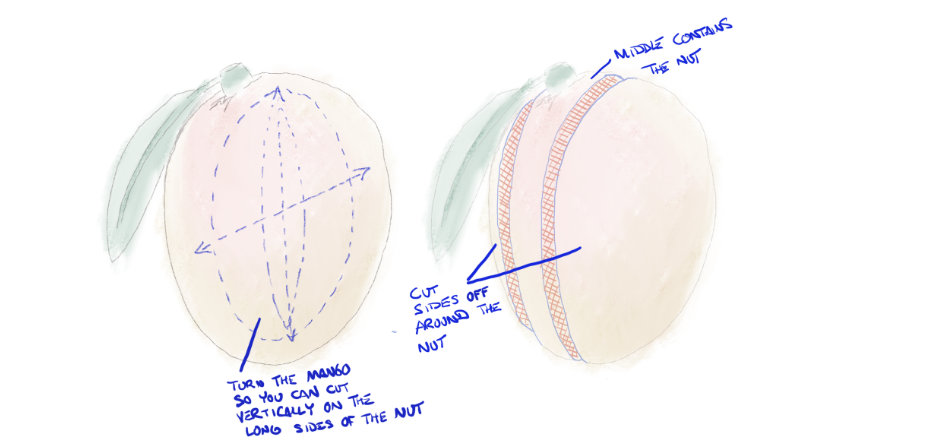 TURN THE MANGO
SO YOU CAN CUT
VERTICALLY ON THE
LONG SIDES OF THE NUT
CUT
SIDES OFF
AROUND THE
NUT
MIDDLE CONTAINS
THE NUT